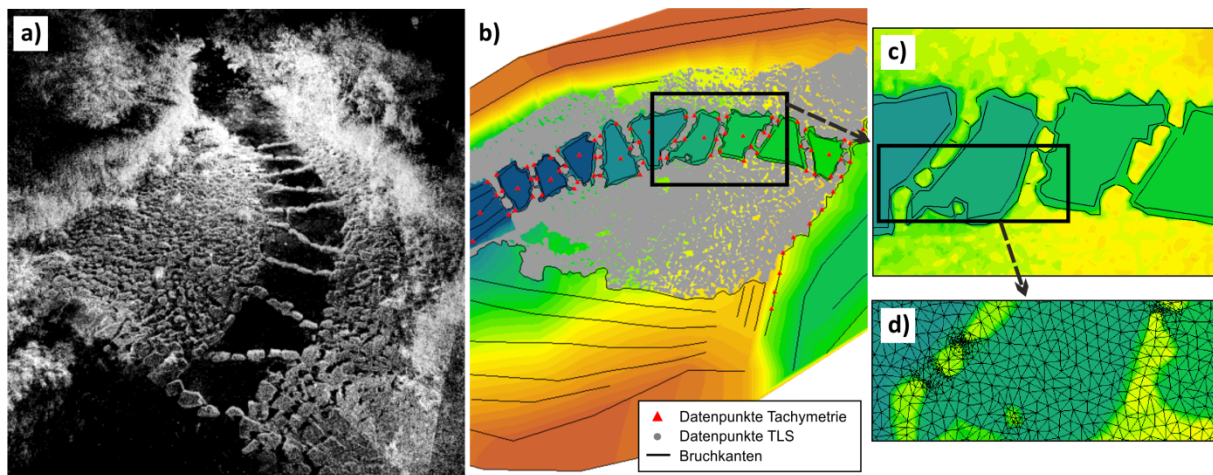 a)
b)
c)
d)
Datenpunkte Tachymetrie
Datenpunkte TLS
Bruchkanten